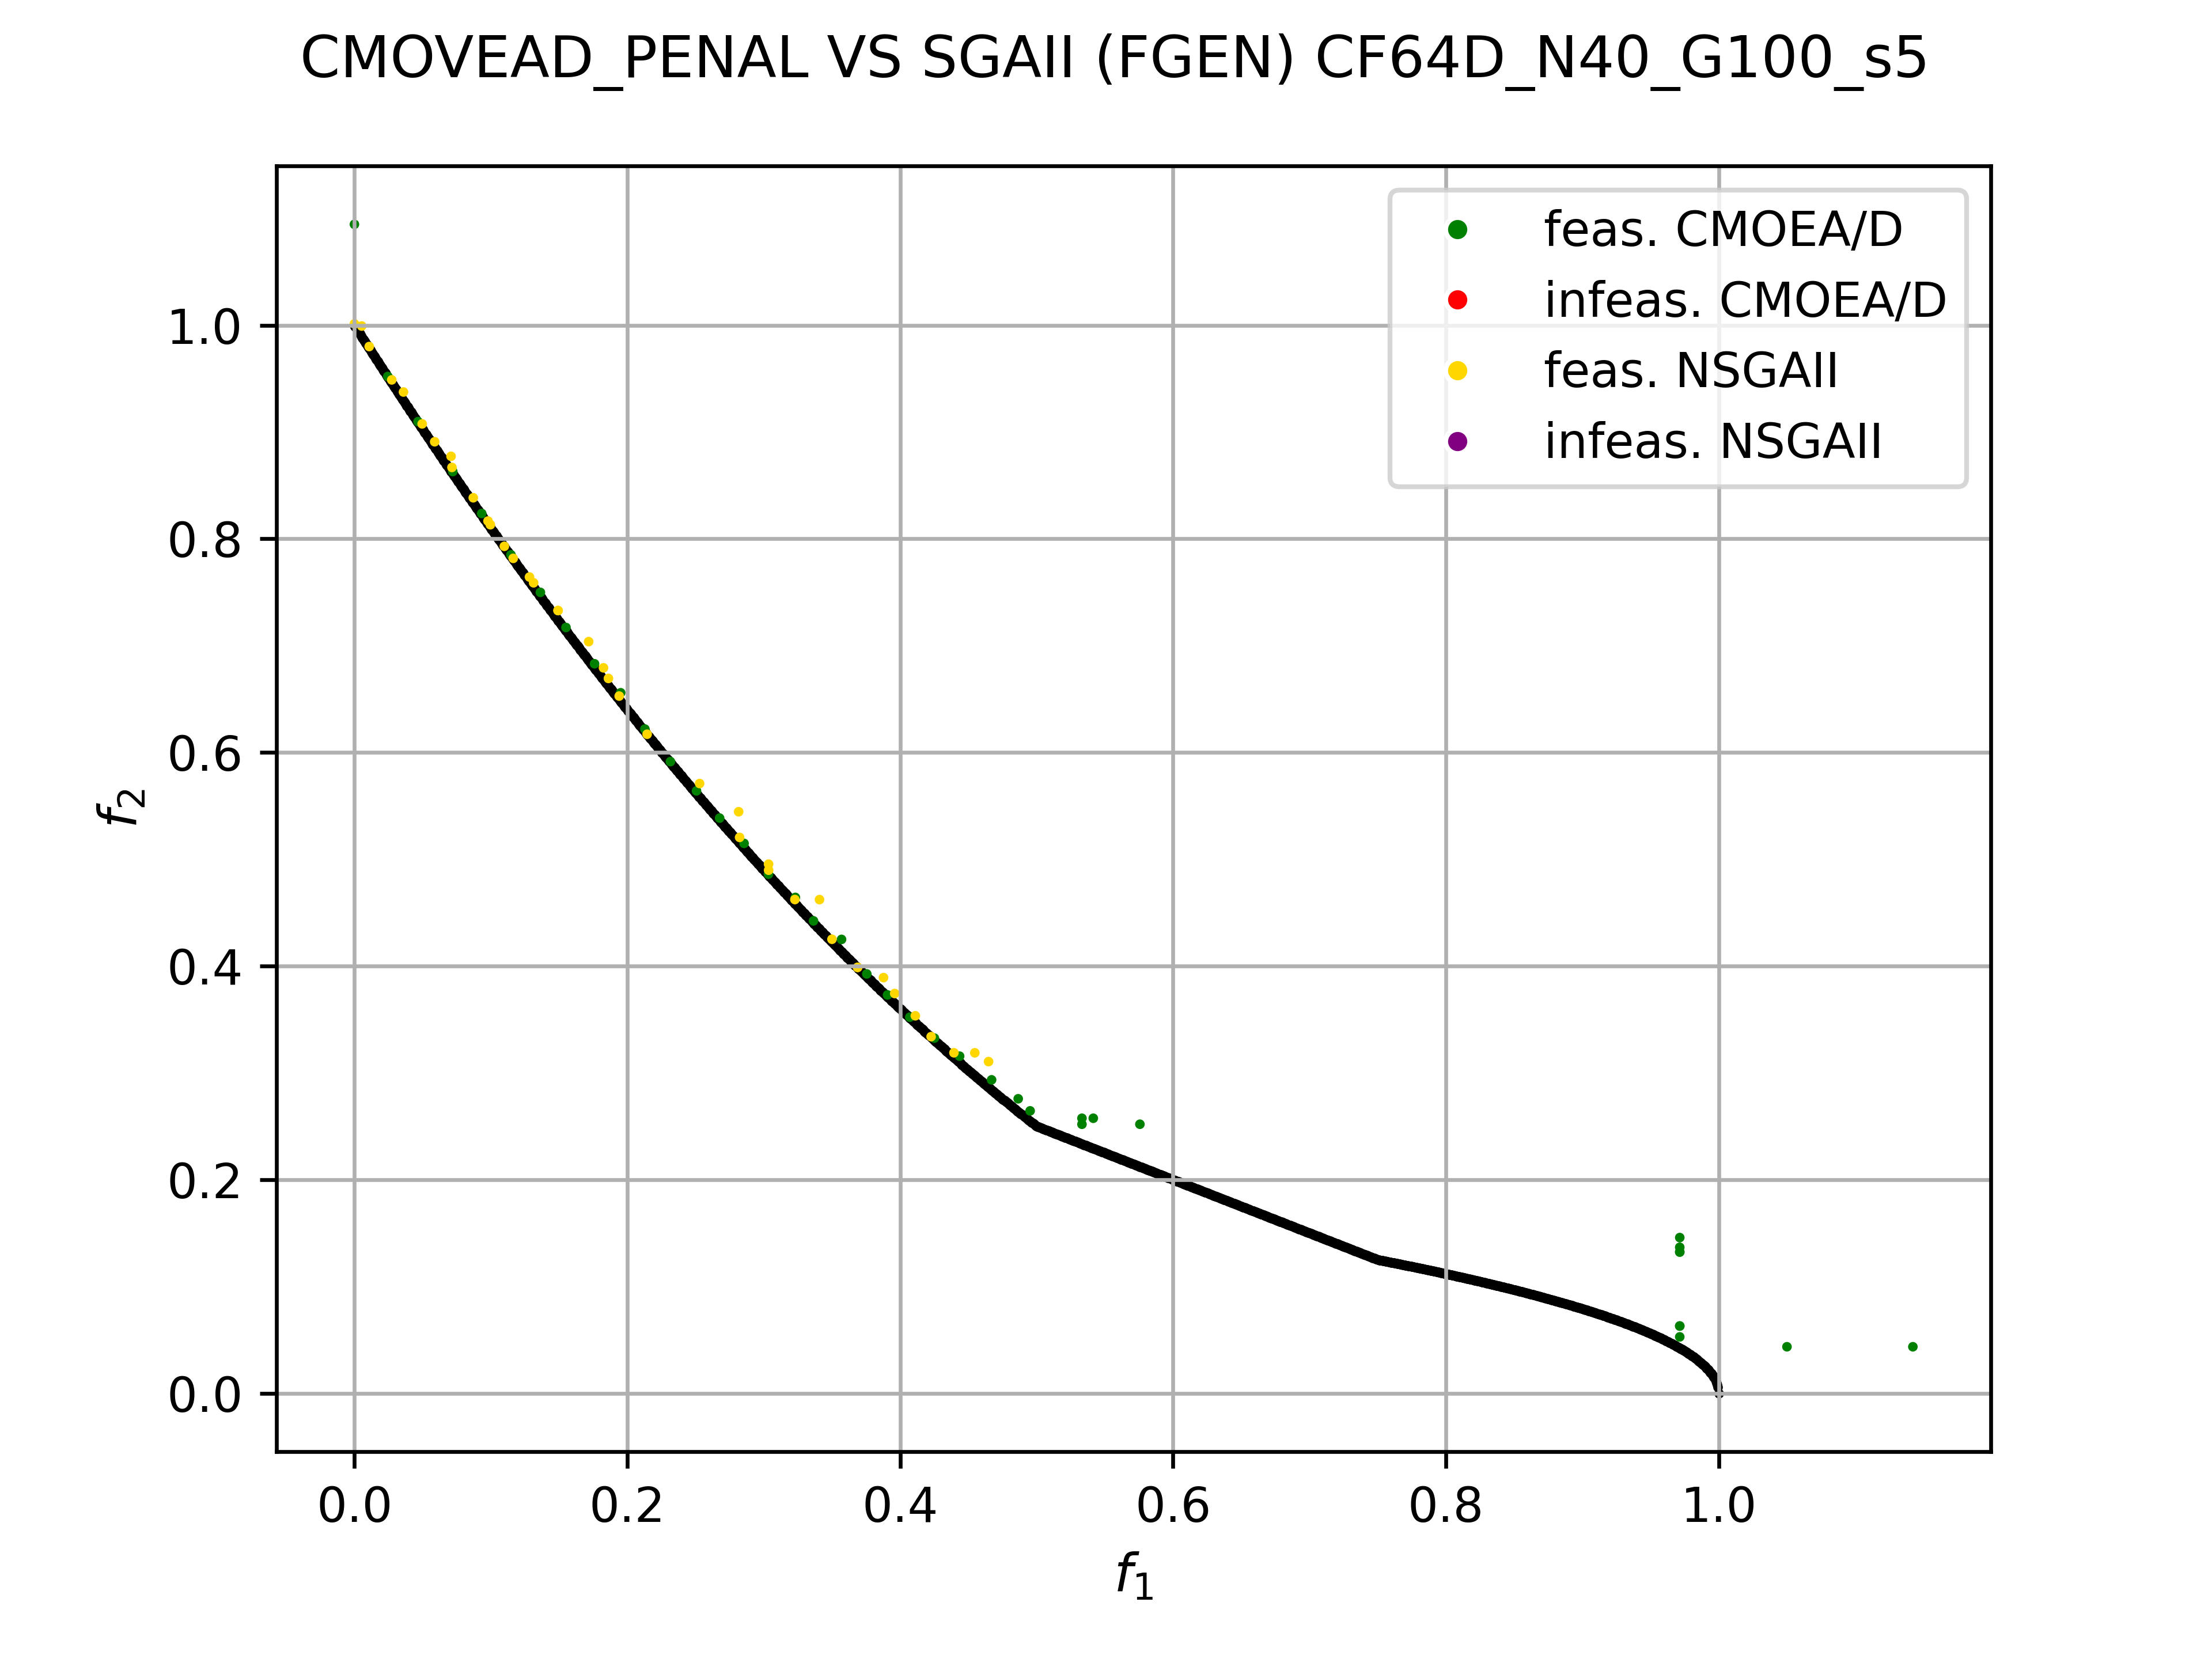 CMOVEAD_PENAL VS SGAII (FGEN) CF64D_N40_G100_s5
feas. CMOEA/D
infeas. CMOEA/D
feas. NSGAII
infeas. NSGAII
1.0
0.8
0.6
0.4
0.2
0.0
f2
0.0 0.2 0.4 0.6 0.8 1.0
f1